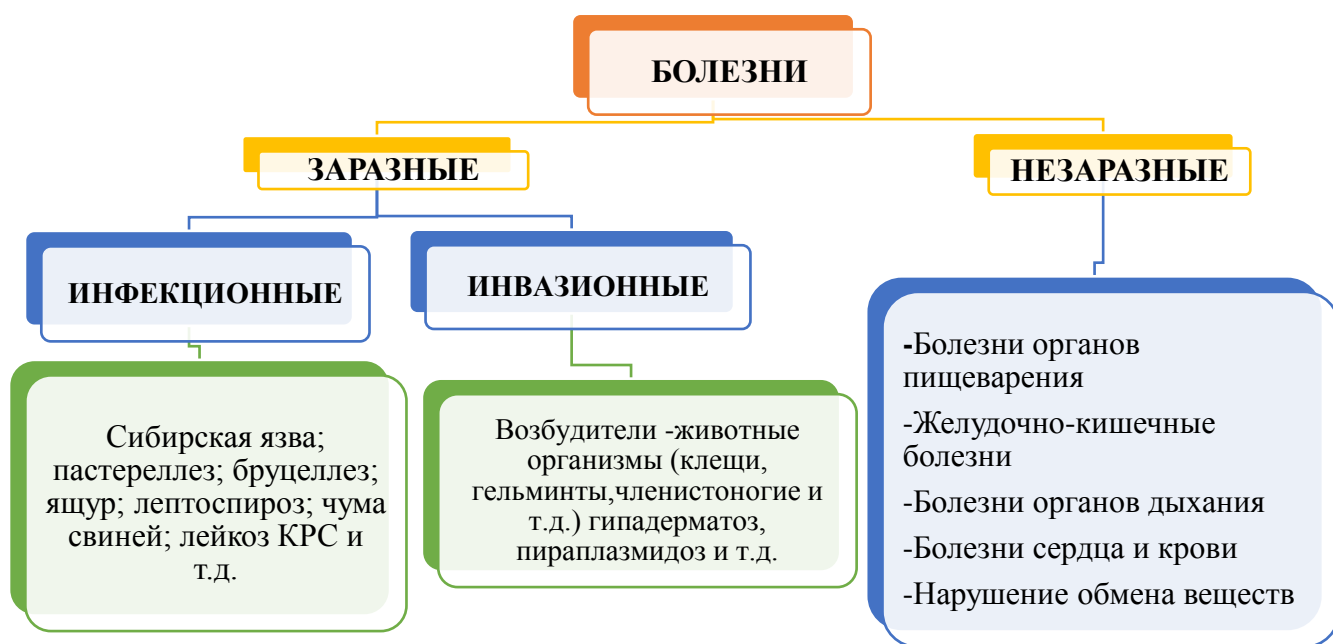 БОЛЕЗНИ
ЗАРАЗНЫЕ
НЕЗАРАЗНЫЕ
ИНФЕКЦИОННЫЕ
ИНВАЗИОННЫЕ
Сибирская язва;
пастереллез; бруцеллез;
ящур; лептоспироз; чума
свиней; лейкоз КРС и
т.д.
Возбудители -животные
организмы (клещи,
гельминты,членистоногие и
т.д.) гипадерматоз,
пираплазмидоз и т.д.
-Болезни органов
пищеварения
-Желудочно-кишечные
болезни
-Болезни органов дыхания
-Болезни сердца и крови
-Нарушение обмена веществ